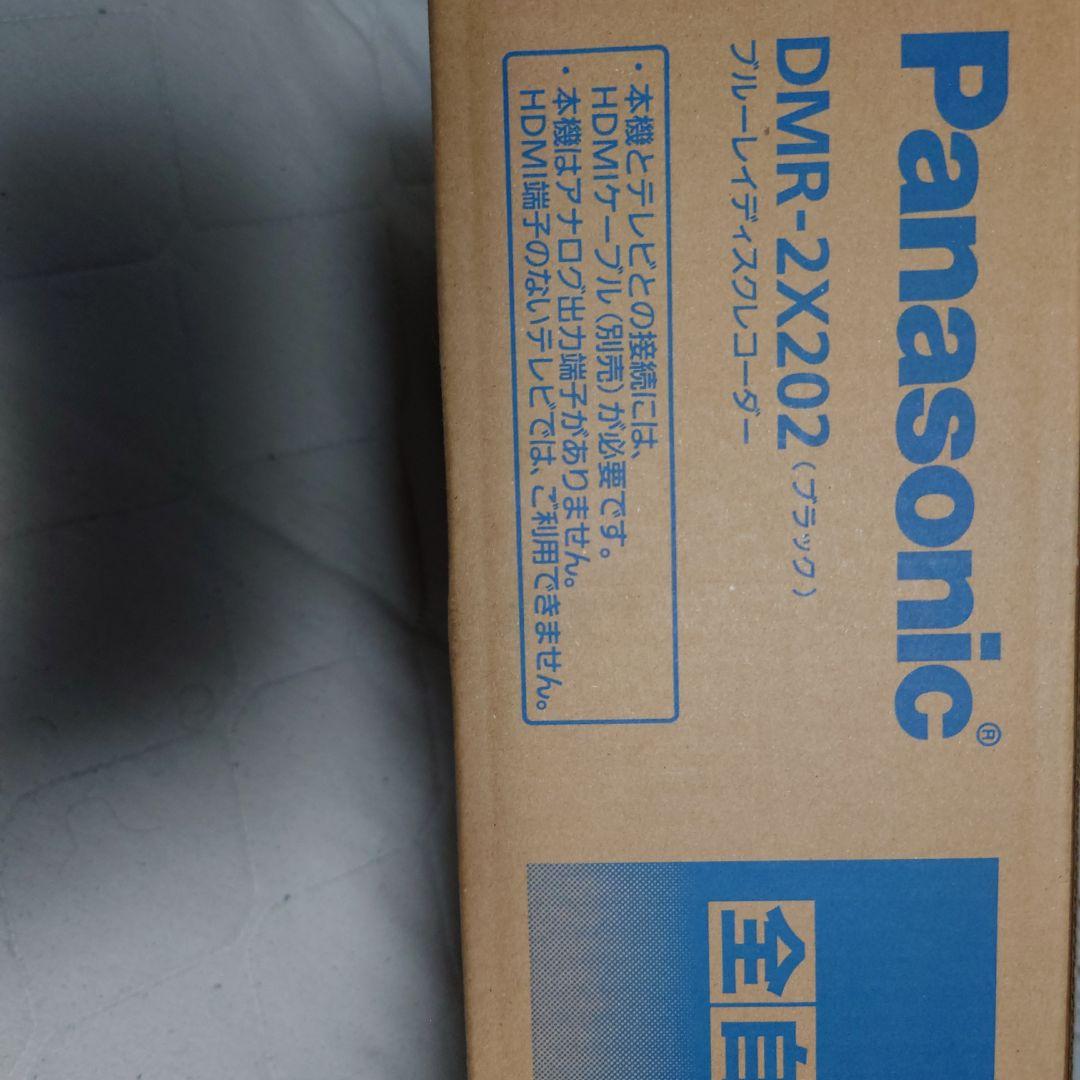 Panasonic®
DMR-2X202（ブラック）
ブルーレイディスクレコーダー
・本機とテレビとの接続には、
HDMIケーブル（別売）が必要です。
・本機はアナログ出力端子がありません。
HDMI端子のないテレビでは、ご利用できません。
全自